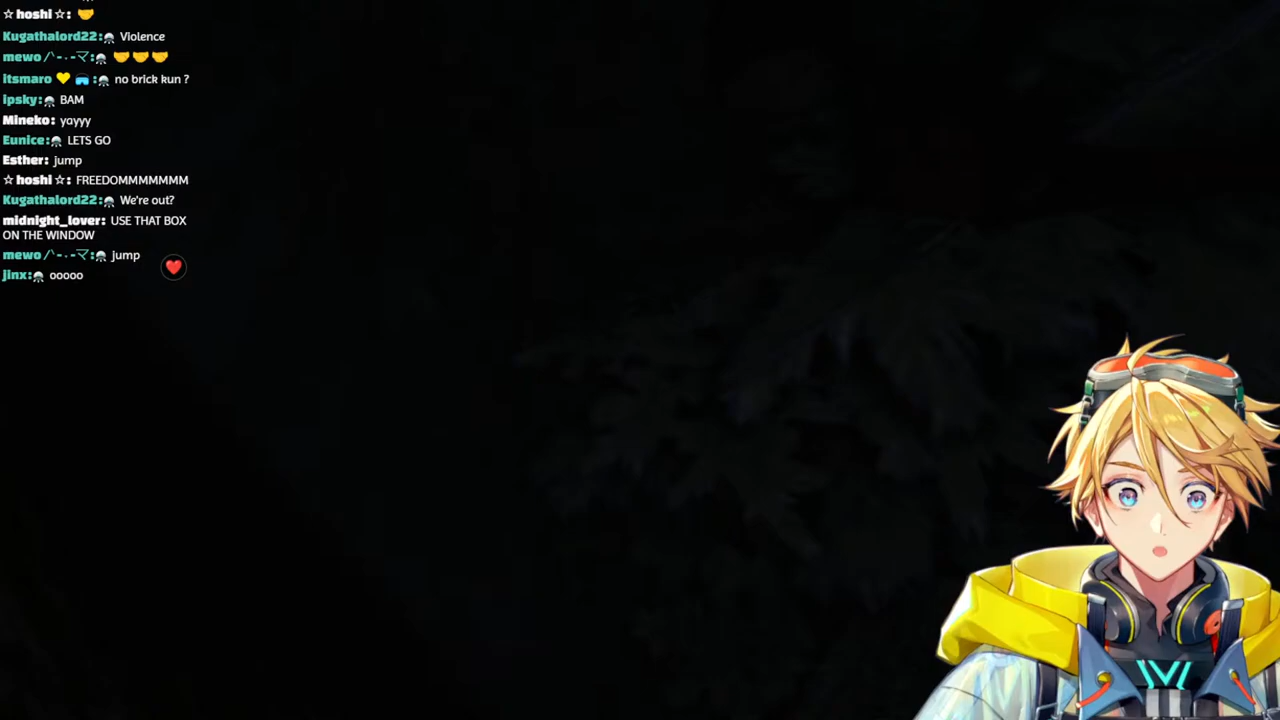 ☆hoshi☆: 🤝
Kugathalord22: Violence
mewo /ᐠ-˕-マ: 🤝🤝🤝
itsmaro 💛 🥽 : no brick kun ?
ipsky: BAM
Mineko: yayyy
Eunice: LETS GO
Esther: jump
☆hoshi☆: FREEDOMMMMMMM
Kugathalord22: We're out?
midnight_lover: USE THAT BOX
ON THE WINDOW
mewo /ᐠ-˕-マ: jump
jinx: ooooo